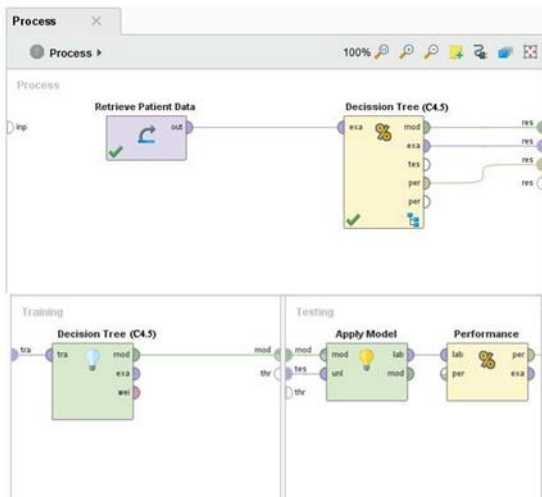 Process
Process
100%
Process
Retrieve Patient Data
Decission Tree (C4.5)
inp
out
exa
mod
res
exa
res
tes
res
per
res
per
Training
Testing
Decision Tree (C4.5)
Apply Model
Performance
tra
tra
mod
mod
exa
thr
wei
mod
mod
lab
tes
unl
mod
thr
lab
per
per
exa